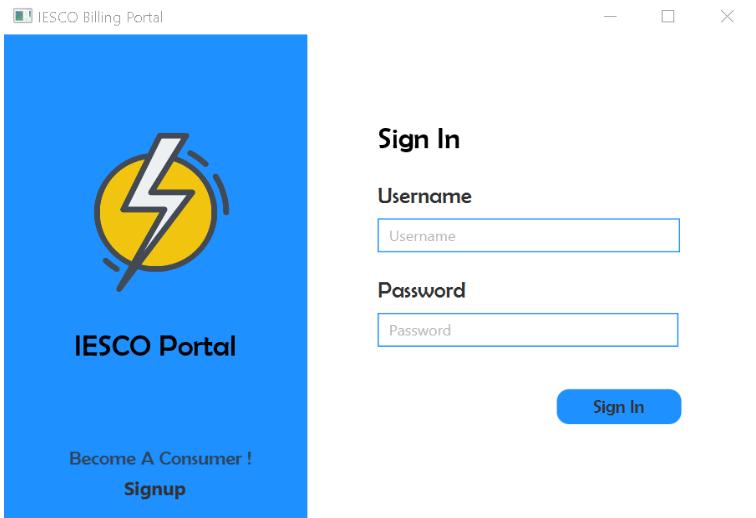 IESCO Billing Portal
Sign In
Username
Username
Password
Password
Sign In
IESCO Portal
Become A Consumer !
Signup